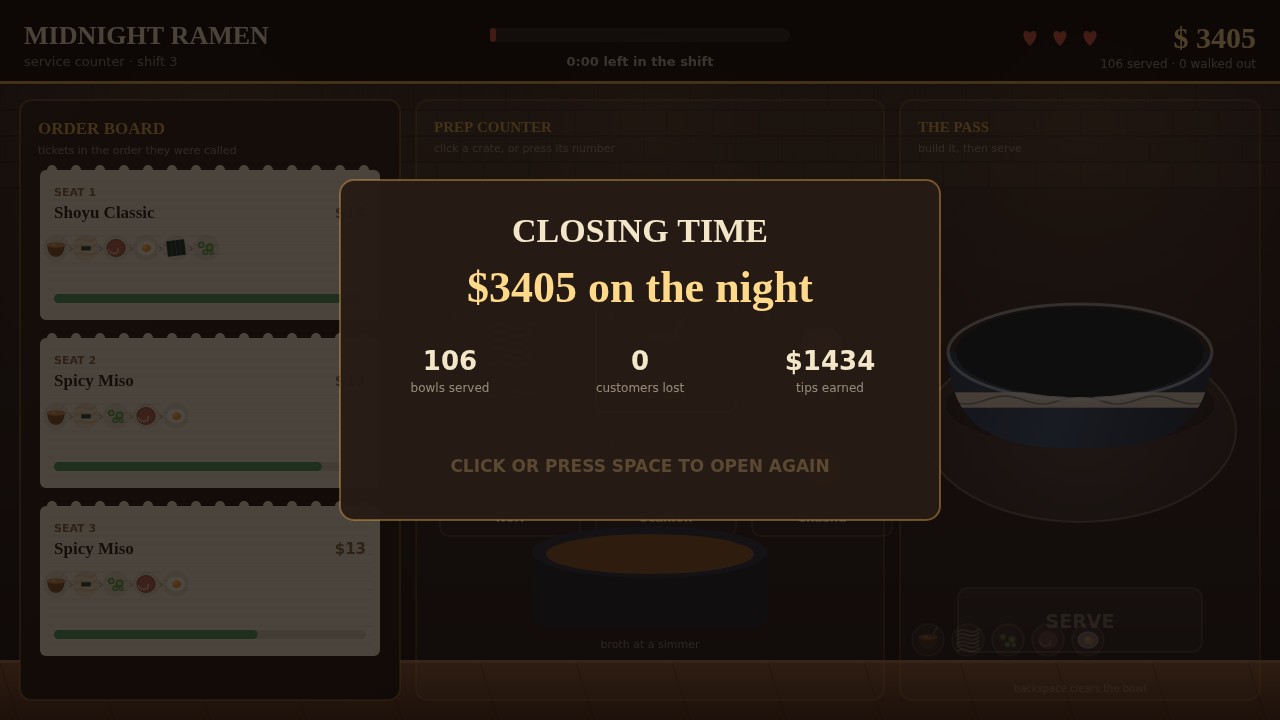 MIDNIGHT RAMEN
service counter · shift 3
0:00 left in the shift
$ 3405
106 served · 0 walked out
ORDER BOARD
tickets in the order they were called
SEAT 1
Shoyu Classic
SEAT 2
Spicy Miso
SEAT 3
Spicy Miso
$13
PREP COUNTER
click a crate, or press its number
broth at a simmer
THE PASS
build it, then serve
SERVE
backspace clears the bowl
CLOSING TIME
$3405 on the night
106
bowls served
0
customers lost
$1434
tips earned
CLICK OR PRESS SPACE TO OPEN AGAIN